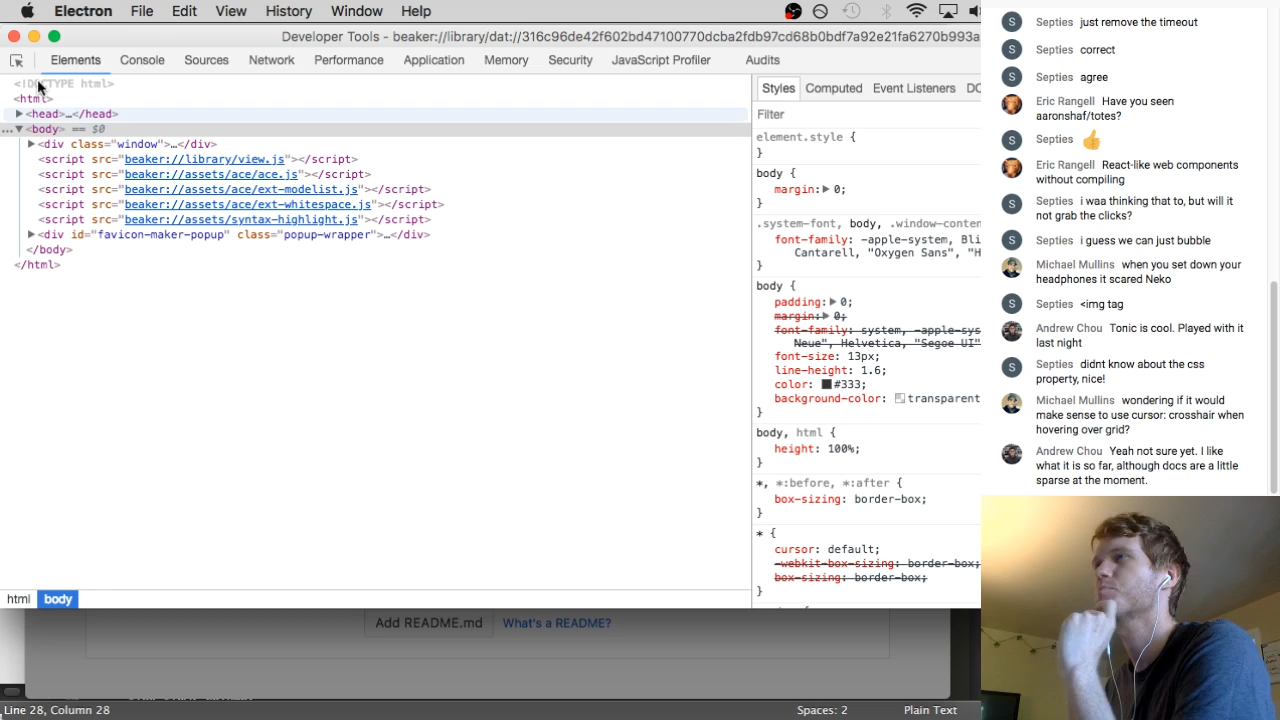 Electron File Edit View History Window Help
Developer Tools - beaker://library/dat://316c96de42f602bd47100770dcba2fdb97cd68b0bdf7a92e21fa6270b993a
Elements Console Sources Network Performance Application Memory Security JavaScript Profiler Audits
<!DOCTYPE html>
<html>
<head>…</head>
… <body> == $0
<div class="window">…</div>
<script src="beaker://library/view.js"></script>
<script src="beaker://assets/ace/ace.js"></script>
<script src="beaker://assets/ace/ext-modelist.js"></script>
<script src="beaker://assets/ace/ext-whitespace.js"></script>
<script src="beaker://assets/syntax-highlight.js"></script>
<div id="favicon-maker-popup" class="popup-wrapper">…</div>
</body>
</html>
html body
Styles Computed Event Listeners
Filter
element.style {
}
body {
margin: 0;
}
.system-font, body, .window-conten
font-family: -apple-system, Bli
Cantarell, "Oxygen Sans", "H
}
body {
padding: 0;
margin: 0;
font-family: system, -apple-sys
Neue", Helvetica, "Segoe UI"
font-size: 13px;
line-height: 1.6;
color: #333;
background-color: transparent
}
body, html {
height: 100%;
}
*, *:before, *:after {
box-sizing: border-box;
}
* {
cursor: default;
-webkit-box-sizing: border-box;
box-sizing: border-box;
}
Add README.md What's a README?
Line 28, Column 28 Spaces: 2 Plain Text
S Septies just remove the timeout
S Septies correct
S Septies agree
Eric Rangell Have you seen
aaronshaf/totes?
S Septies 👍
Eric Rangell React-like web components
without compiling
S Septies i waa thinking that to, but will it
not grab the clicks?
S Septies i guess we can just bubble
Michael Mullins when you set down your
headphones it scared Neko
S Septies <img tag
Andrew Chou Tonic is cool. Played with it
last night
S Septies didnt know about the css
property, nice!
Michael Mullins wondering if it would
make sense to use cursor: crosshair when
hovering over grid?
Andrew Chou Yeah not sure yet. I like
what it is so far, although docs are a little
sparse at the moment.